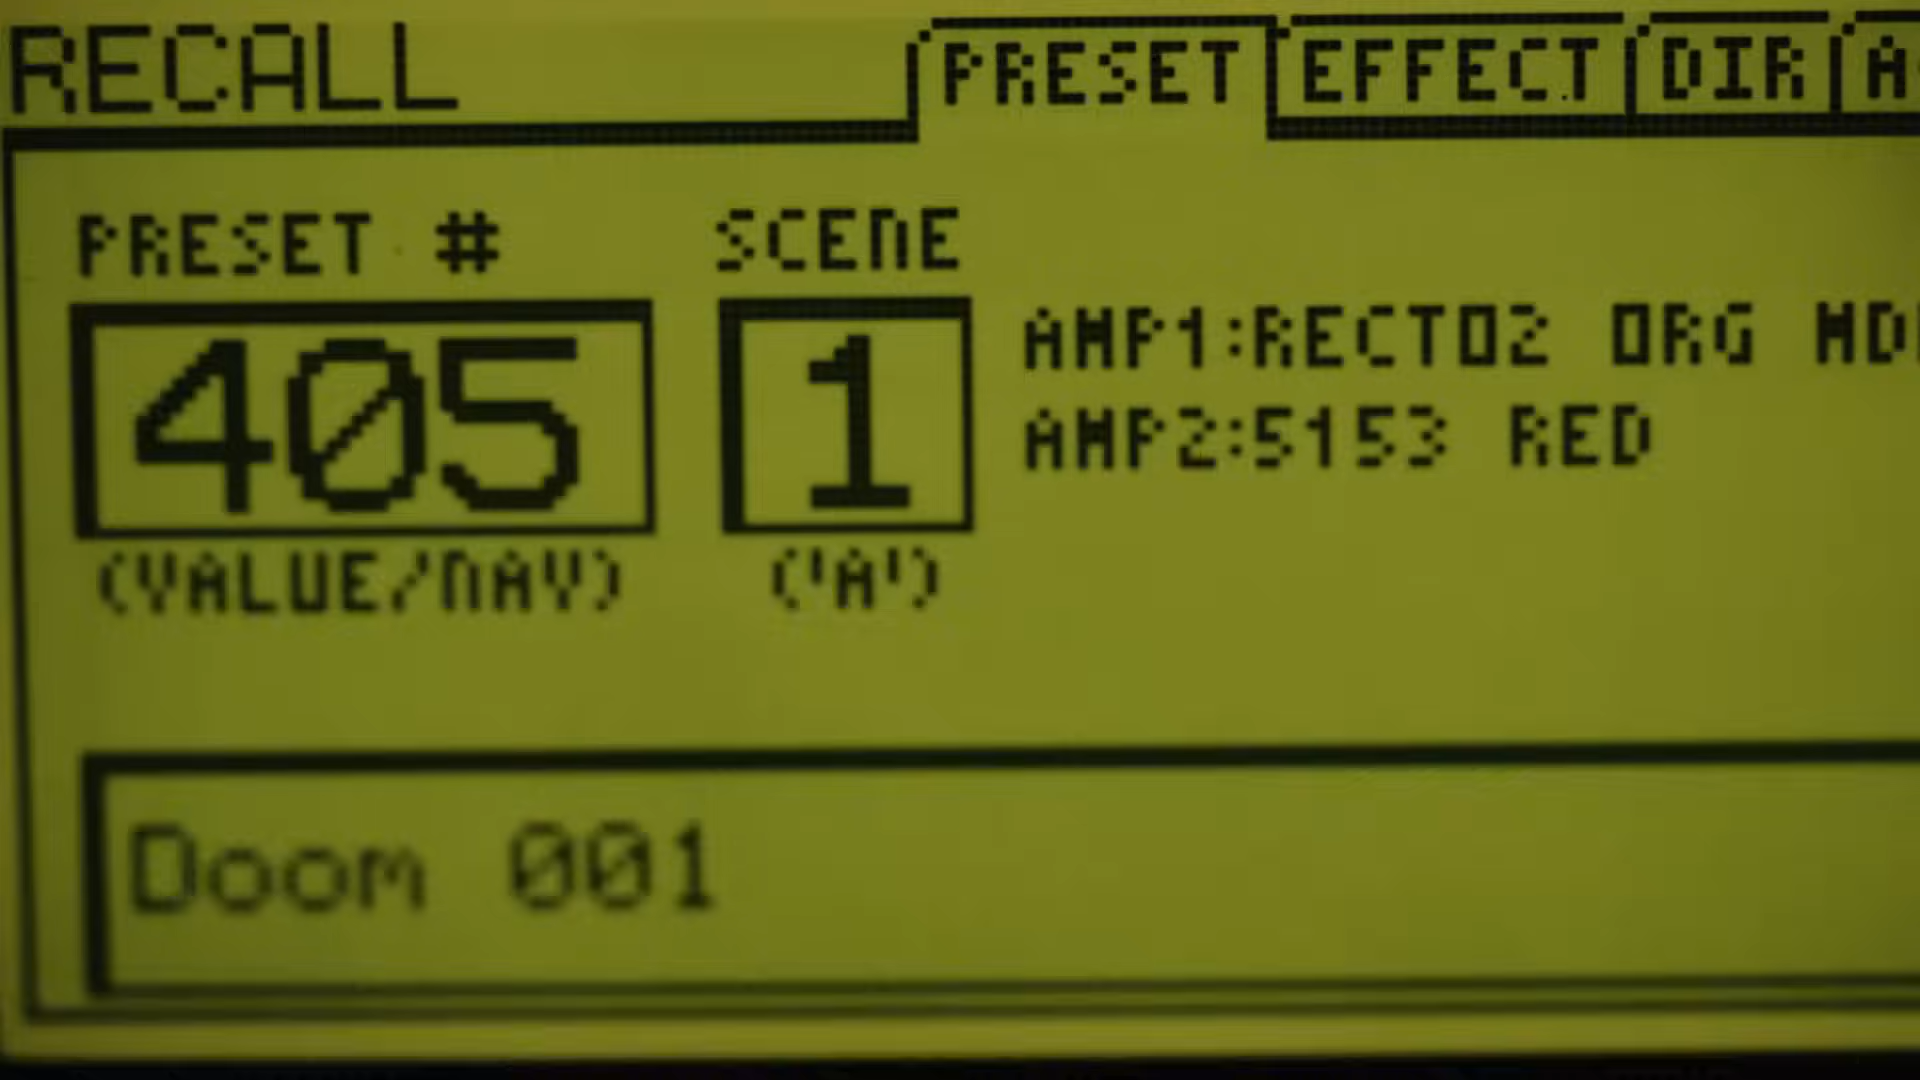 RECALL PRESET EFFECT DIR
PRESET # SCENE
405 1 AMP1:RECTO2 ORG
AMP2:5153 RED
(VALUE/NAV) ('A')
Doom 001